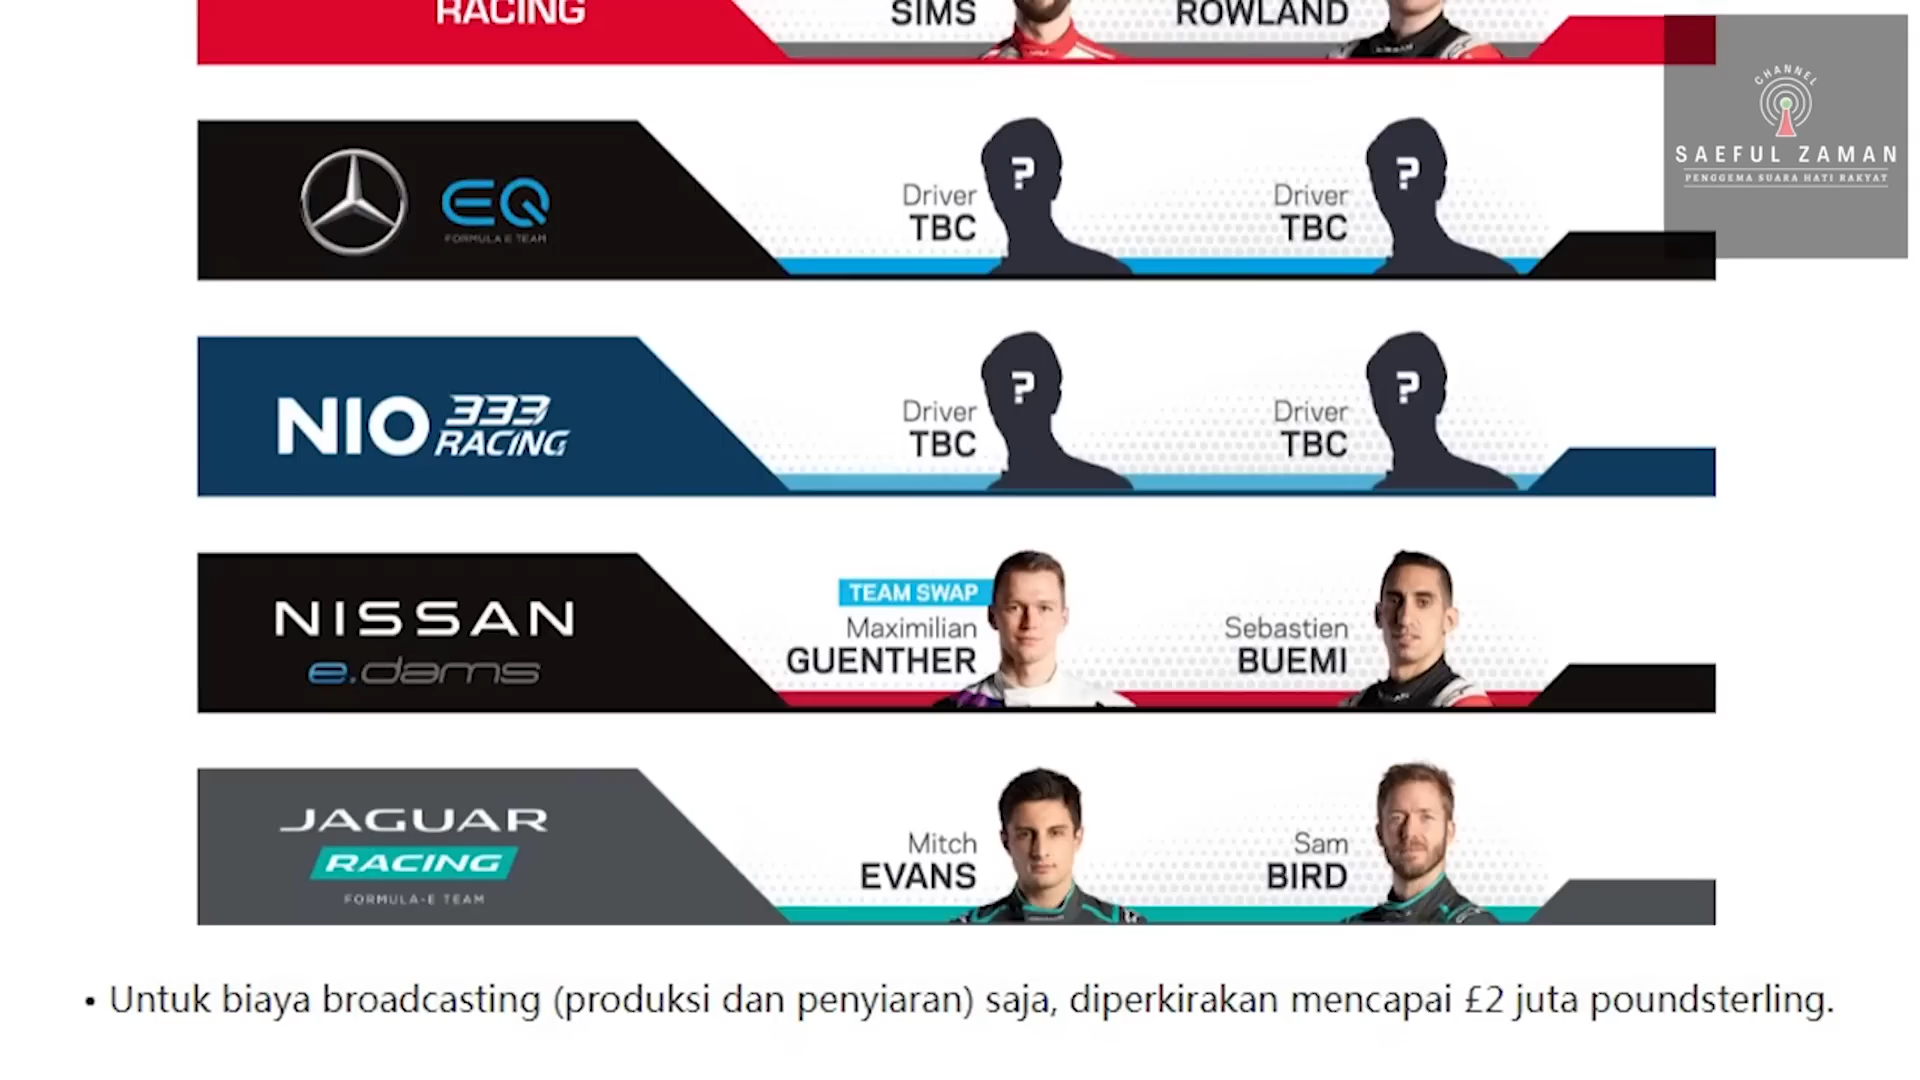 RACING
SIMS
ROWLAND
CHANNEL
SAEFUL ZAMAN
PENGGEMA SUARA HATI RAKYAT
EQ
FORMULA E TEAM
Driver
TBC
?
Driver
TBC
?
NIO 333
RACING
Driver
TBC
?
Driver
TBC
?
NISSAN
e.dams
TEAM SWAP
Maximilian
GUENTHER
Sebastien
BUEMI
JAGUAR
RACING
FORMULA-E TEAM
Mitch
EVANS
Sam
BIRD
• Untuk biaya broadcasting (produksi dan penyiaran) saja, diperkirakan mencapai £2 juta poundsterling.